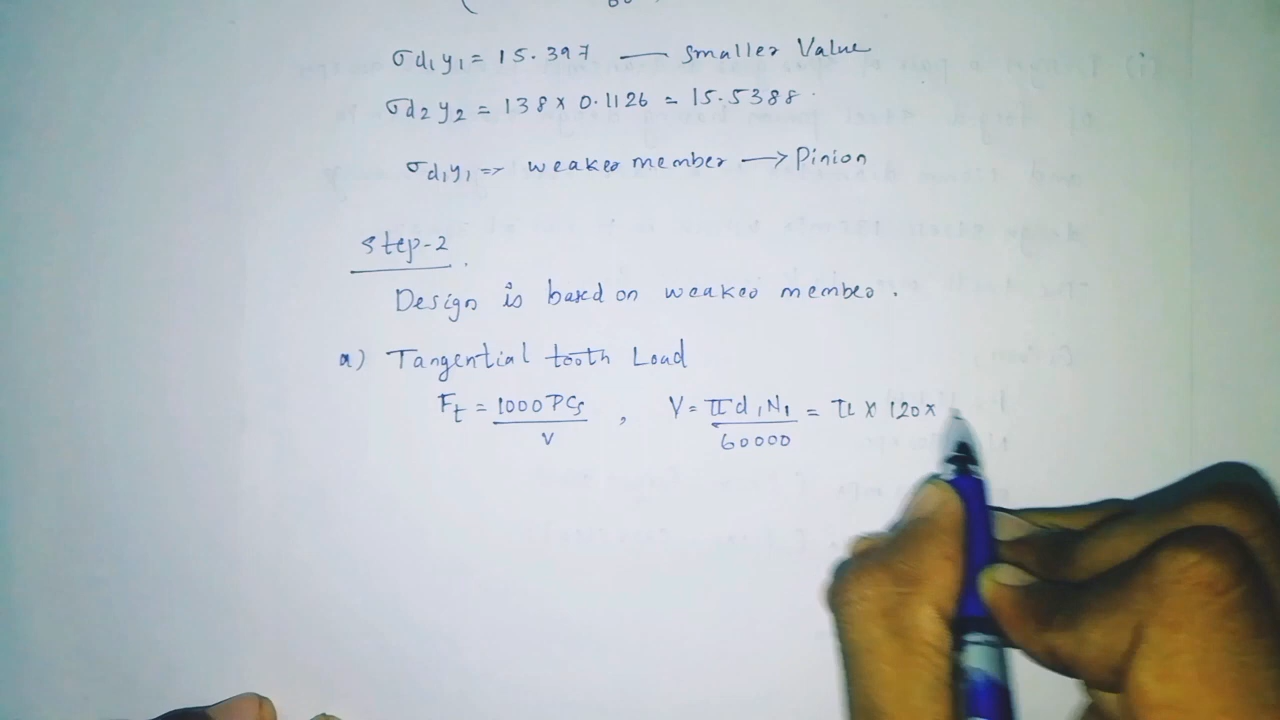 σd₁y₁ = 15.397 — smaller Value
σd₂y₂ = 138 × 0.1126 = 15.5388
σd₁y₁ => weaker member → Pinion
Step-2
Design is based on weaker member.
a) Tangential tooth Load
F_t = 1000PCs / V , V = πd₁N₁ / 60000 = π × 120 ×